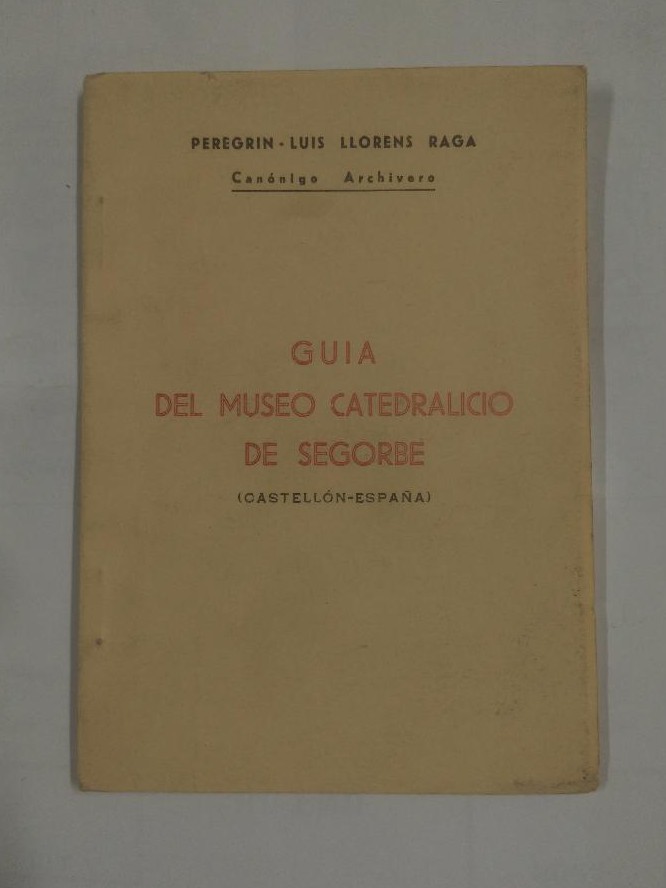 PEREGRIN - LUIS LLORENS RAGA
Canónigo Archivero
GUIA
DEL MUSEO CATEDRALICIO
DE SEGORBE
(CASTELLÓN-ESPAÑA)